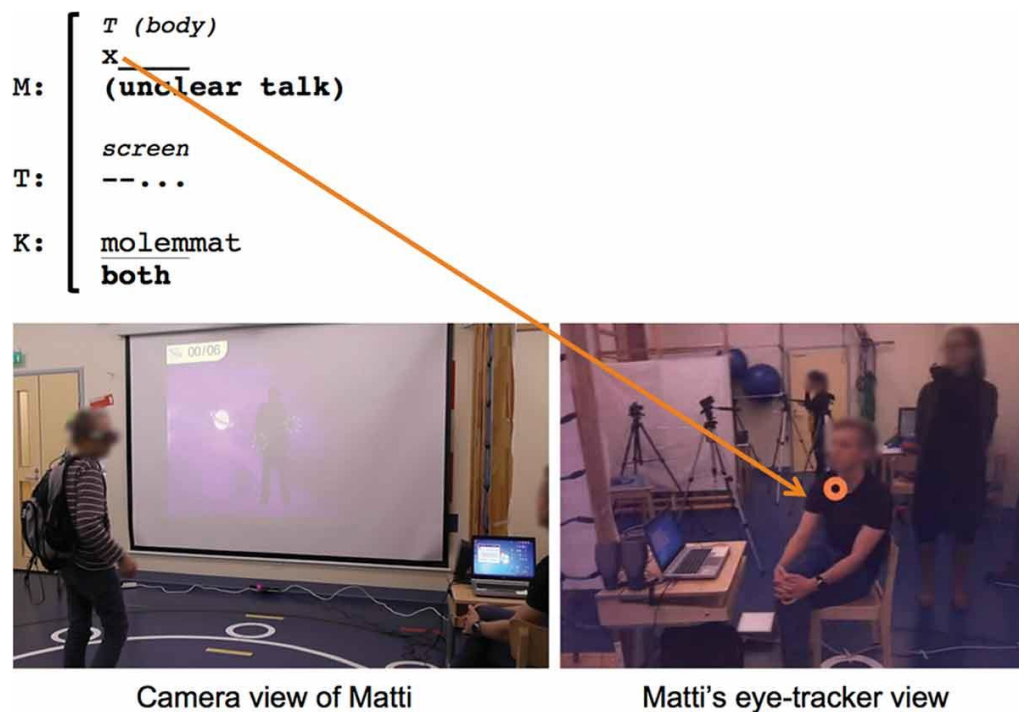 T (body)
x____
M: (unclear talk)
screen
T: --...
K: molemmat
both
00/06
Camera view of Matti
Matti's eye-tracker view